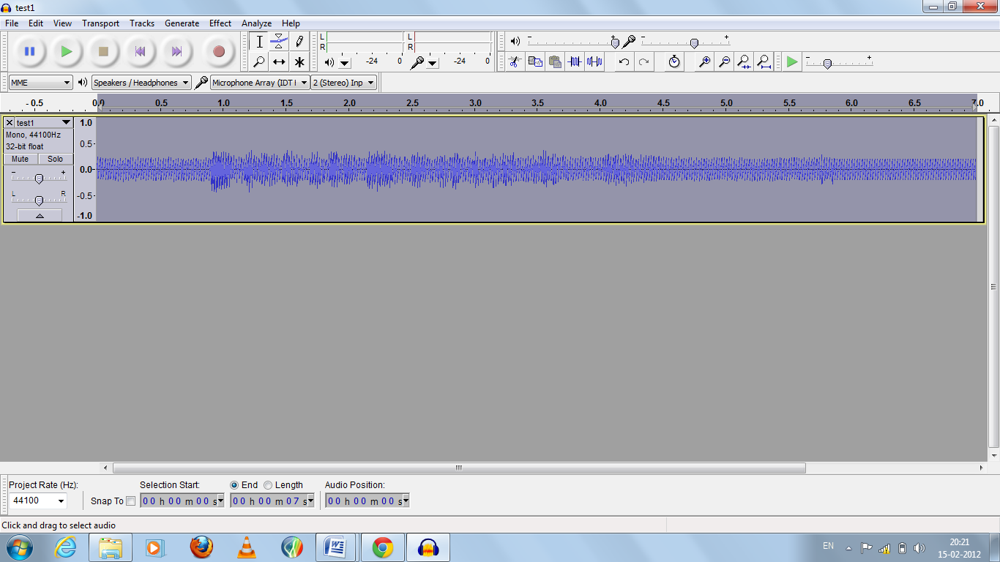 test1
File Edit View Transport Tracks Generate Effect Analyze Help
L R -24 0 L R -24 0
MME Speakers / Headphones Microphone Array (IDT 2 (Stereo) Inp
- 0.5 0.0 0.5 1.0 1.5 2.0 2.5 3.0 3.5 4.0 4.5 5.0 5.5 6.0 6.5 7.0
test1 1.0
Mono, 44100Hz
32-bit float 0.5
Mute Solo
- + 0.0
L R -0.5
-1.0
Project Rate (Hz): Selection Start: End Length Audio Position:
44100 Snap To 00 h 00 m 00 s 00 h 00 m 07 s 00 h 00 m 00 s
Click and drag to select audio
EN 20:21
15-02-2012